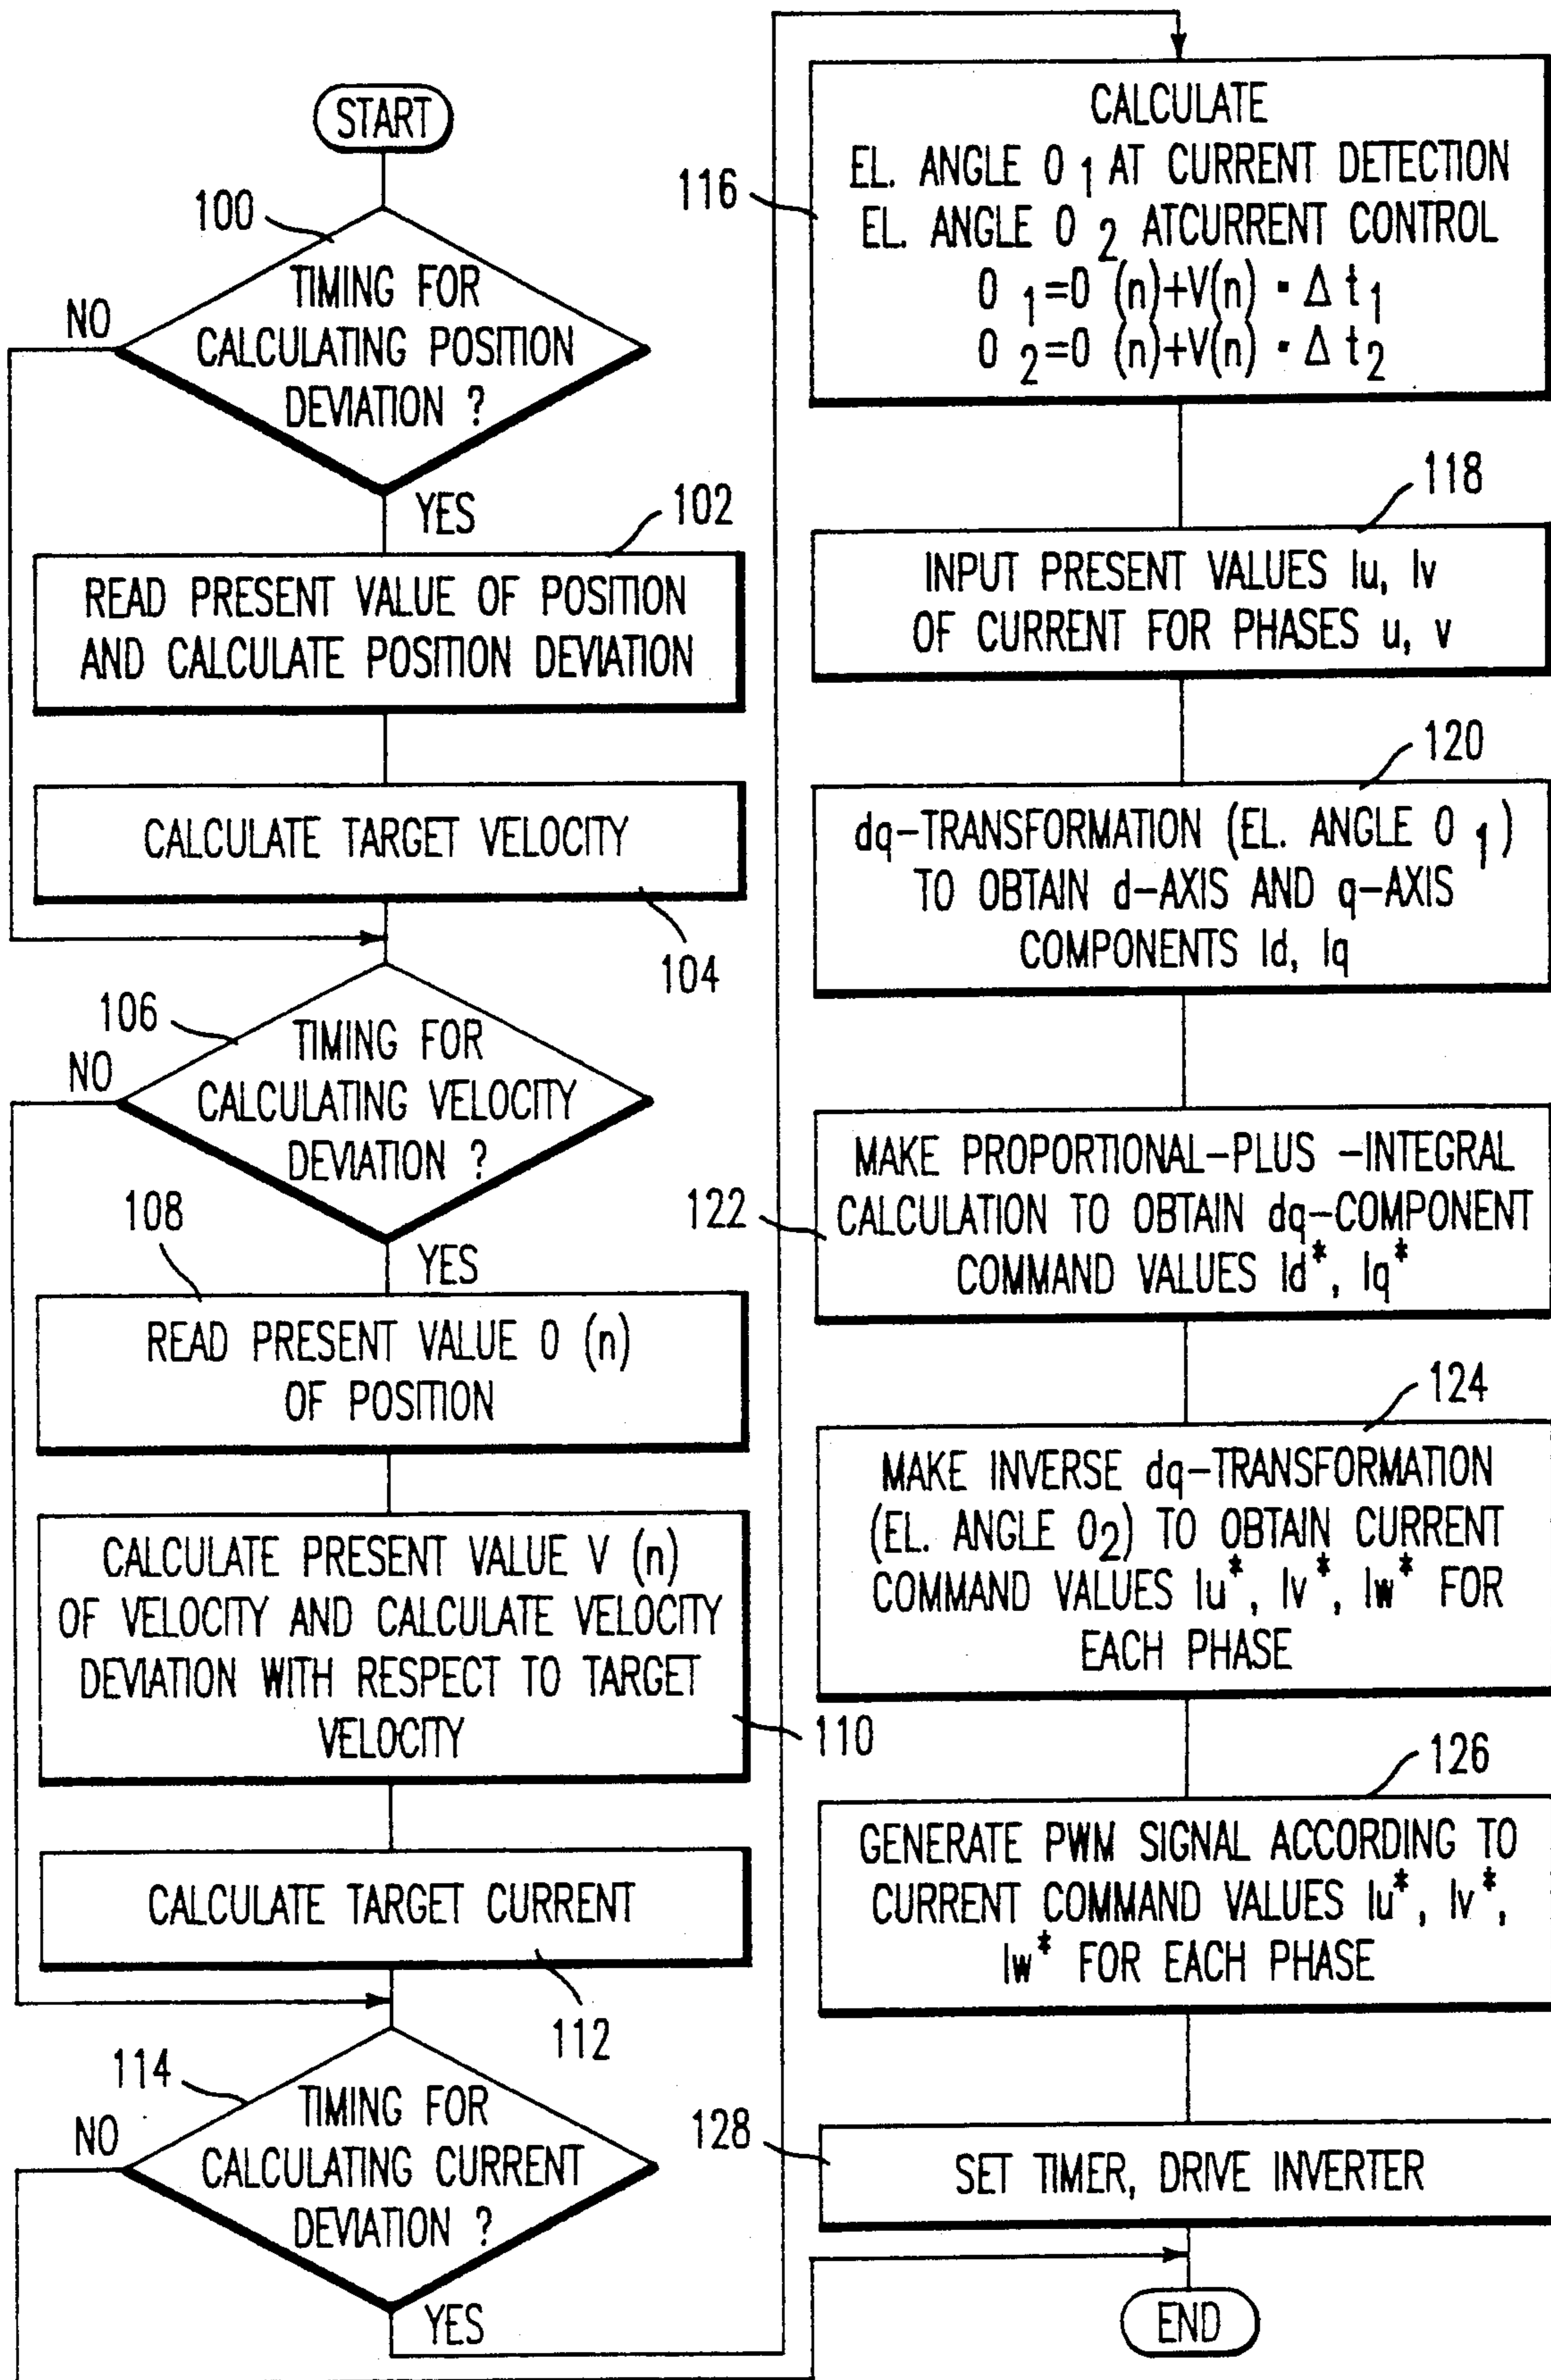 START
100
TIMING FOR
CALCULATING POSITION
DEVIATION ?
NO
YES
102
READ PRESENT VALUE OF POSITION
AND CALCULATE POSITION DEVIATION
CALCULATE TARGET VELOCITY
104
106
TIMING FOR
CALCULATING VELOCITY
DEVIATION ?
NO
YES
108
READ PRESENT VALUE 0 (n)
OF POSITION
CALCULATE PRESENT VALUE V (n)
OF VELOCITY AND CALCULATE VELOCITY
DEVIATION WITH RESPECT TO TARGET
VELOCITY
110
CALCULATE TARGET CURRENT
112
114
TIMING FOR
CALCULATING CURRENT
DEVIATION ?
NO
YES
116
CALCULATE
EL. ANGLE 0 1 AT CURRENT DETECTION
EL. ANGLE 0 2 ATCURRENT CONTROL
0 1=0 (n)+V(n) · Δ t1
0 2=0 (n)+V(n) · Δ t2
118
INPUT PRESENT VALUES Iu, Iv
OF CURRENT FOR PHASES u, v
120
dq-TRANSFORMATION (EL. ANGLE 0 1)
TO OBTAIN d-AXIS AND q-AXIS
COMPONENTS Id, Iq
122
MAKE PROPORTIONAL-PLUS -INTEGRAL
CALCULATION TO OBTAIN dq-COMPONENT
COMMAND VALUES Id*, Iq*
124
MAKE INVERSE dq-TRANSFORMATION
(EL. ANGLE 02) TO OBTAIN CURRENT
COMMAND VALUES Iu*, Iv*, Iw* FOR
EACH PHASE
126
GENERATE PWM SIGNAL ACCORDING TO
CURRENT COMMAND VALUES Iu*, Iv*,
Iw* FOR EACH PHASE
128
SET TIMER, DRIVE INVERTER
END